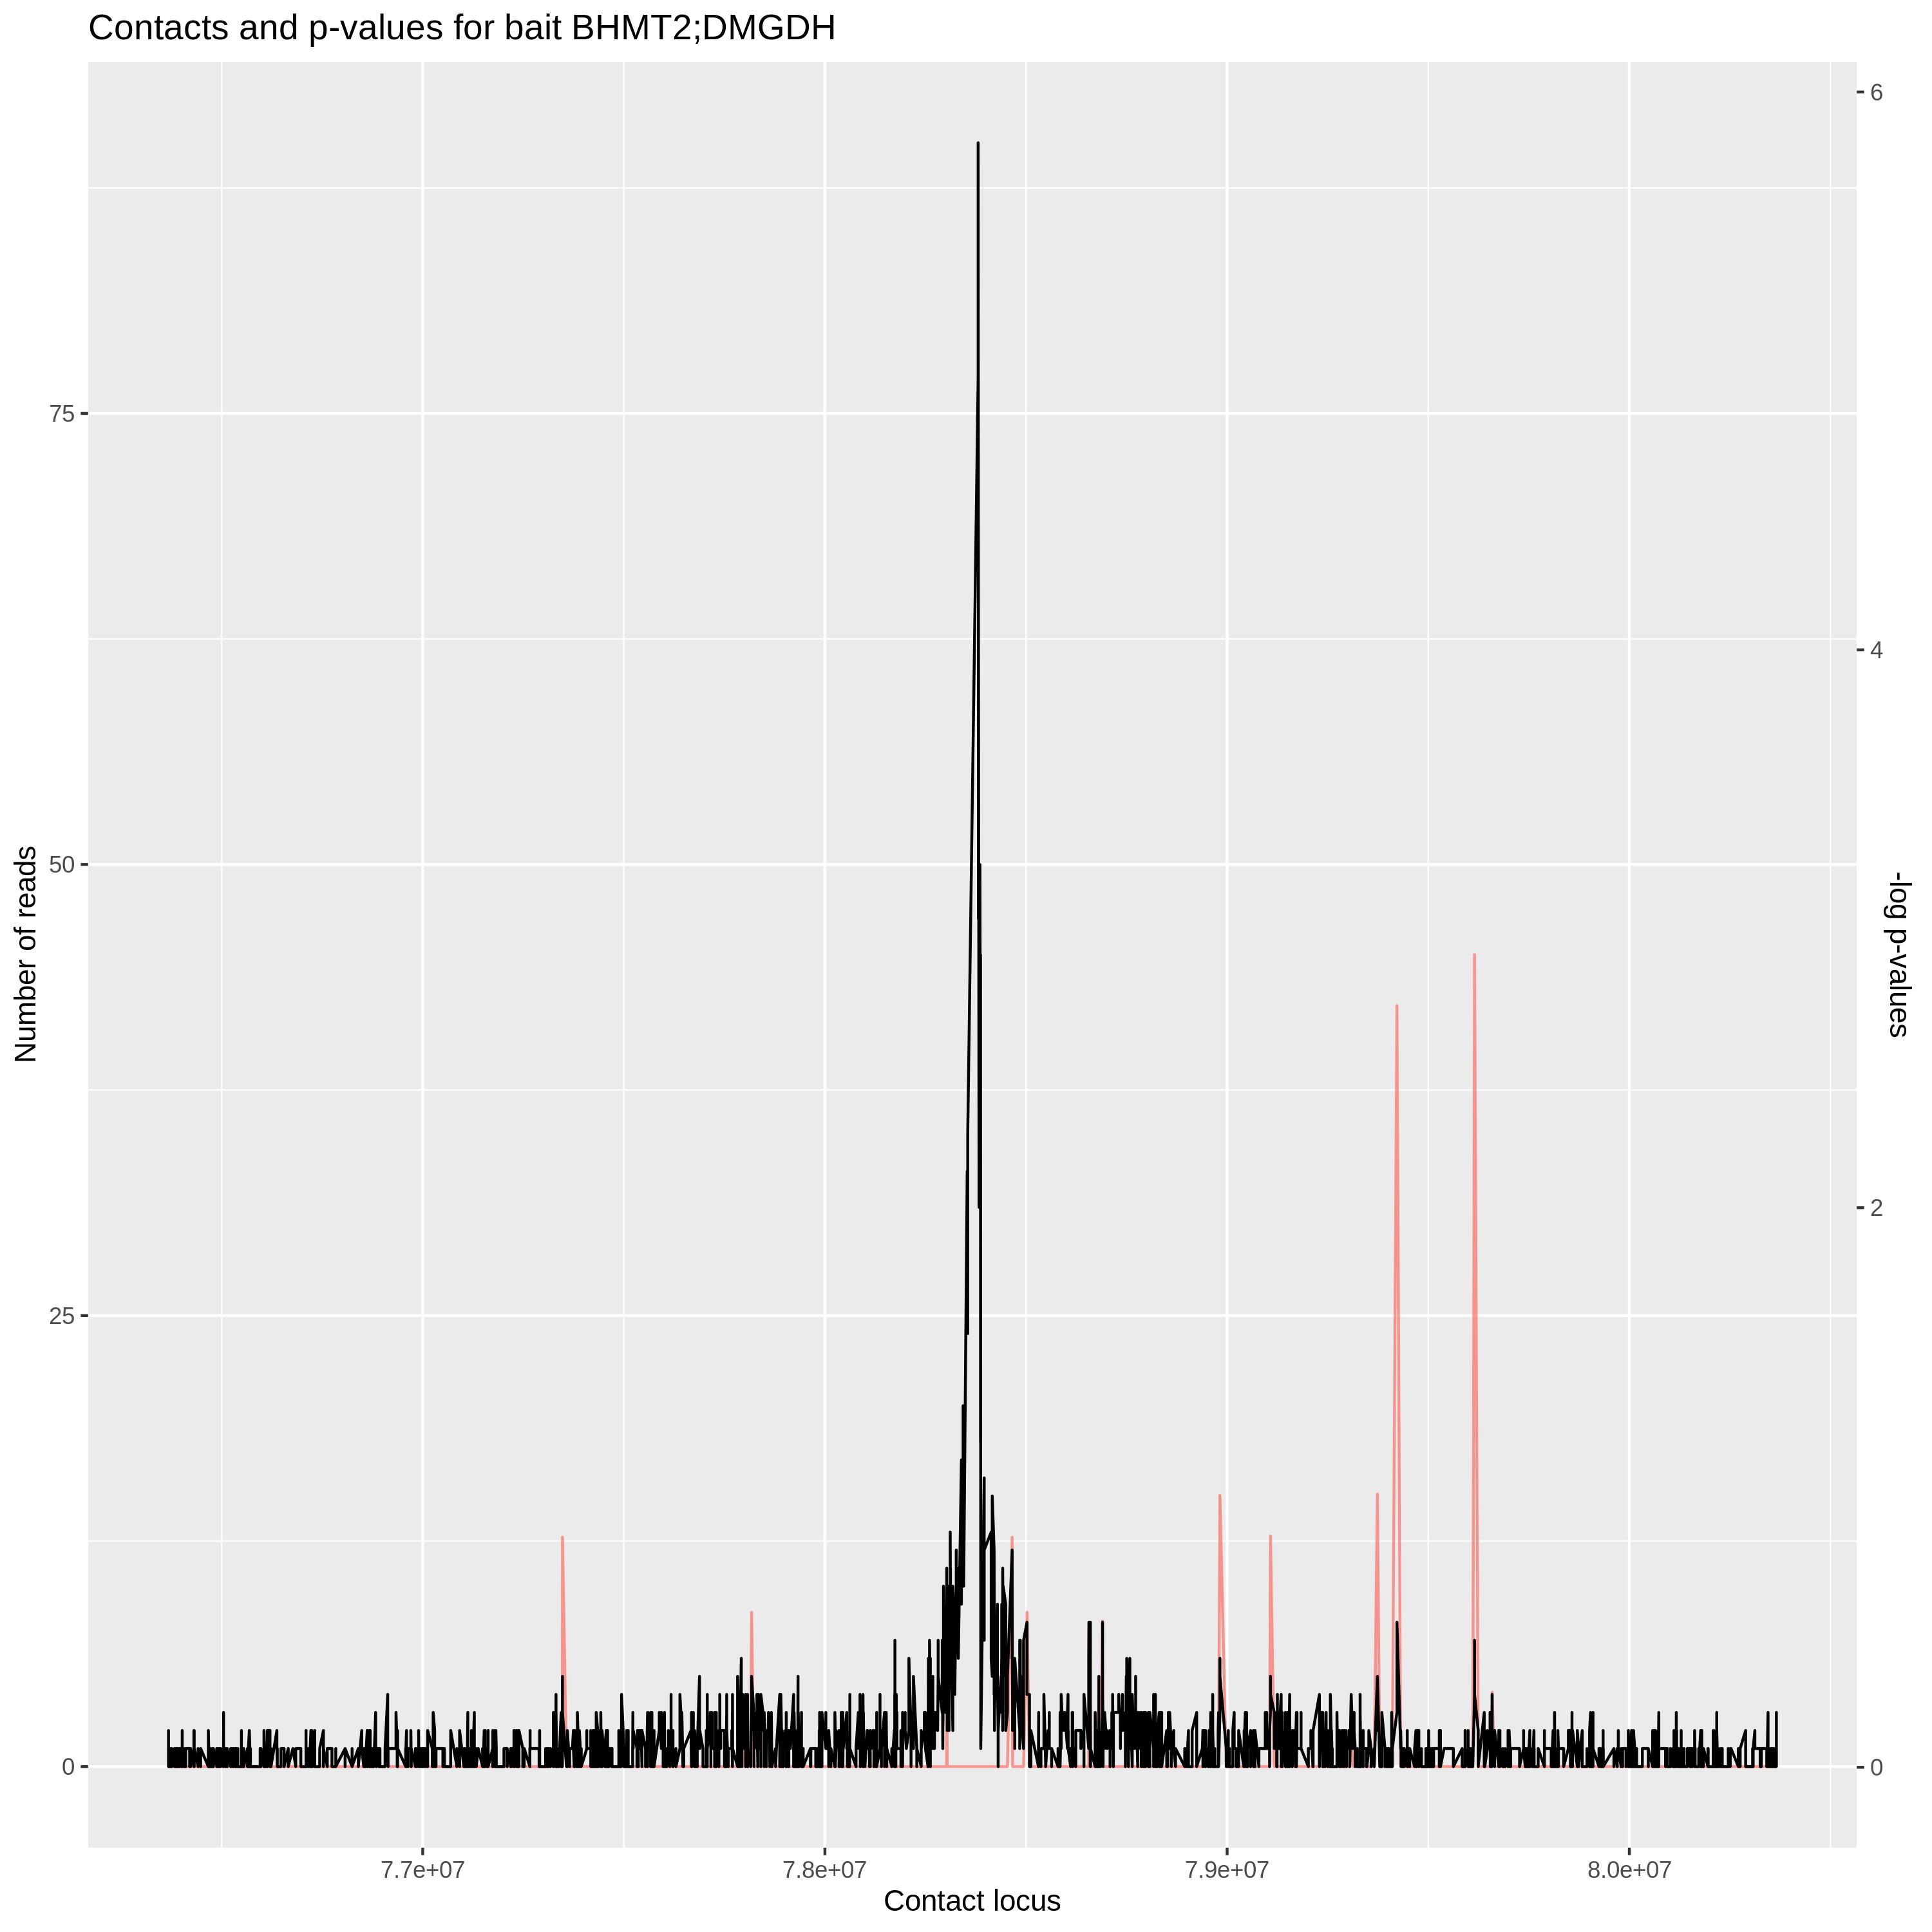 Contacts and p-values for bait BHMT2;DMGDH
6
75
4
50
Number of reads
-log p-values
2
25
0
0
7.7e+07
7.8e+07
7.9e+07
8.0e+07
Contact locus